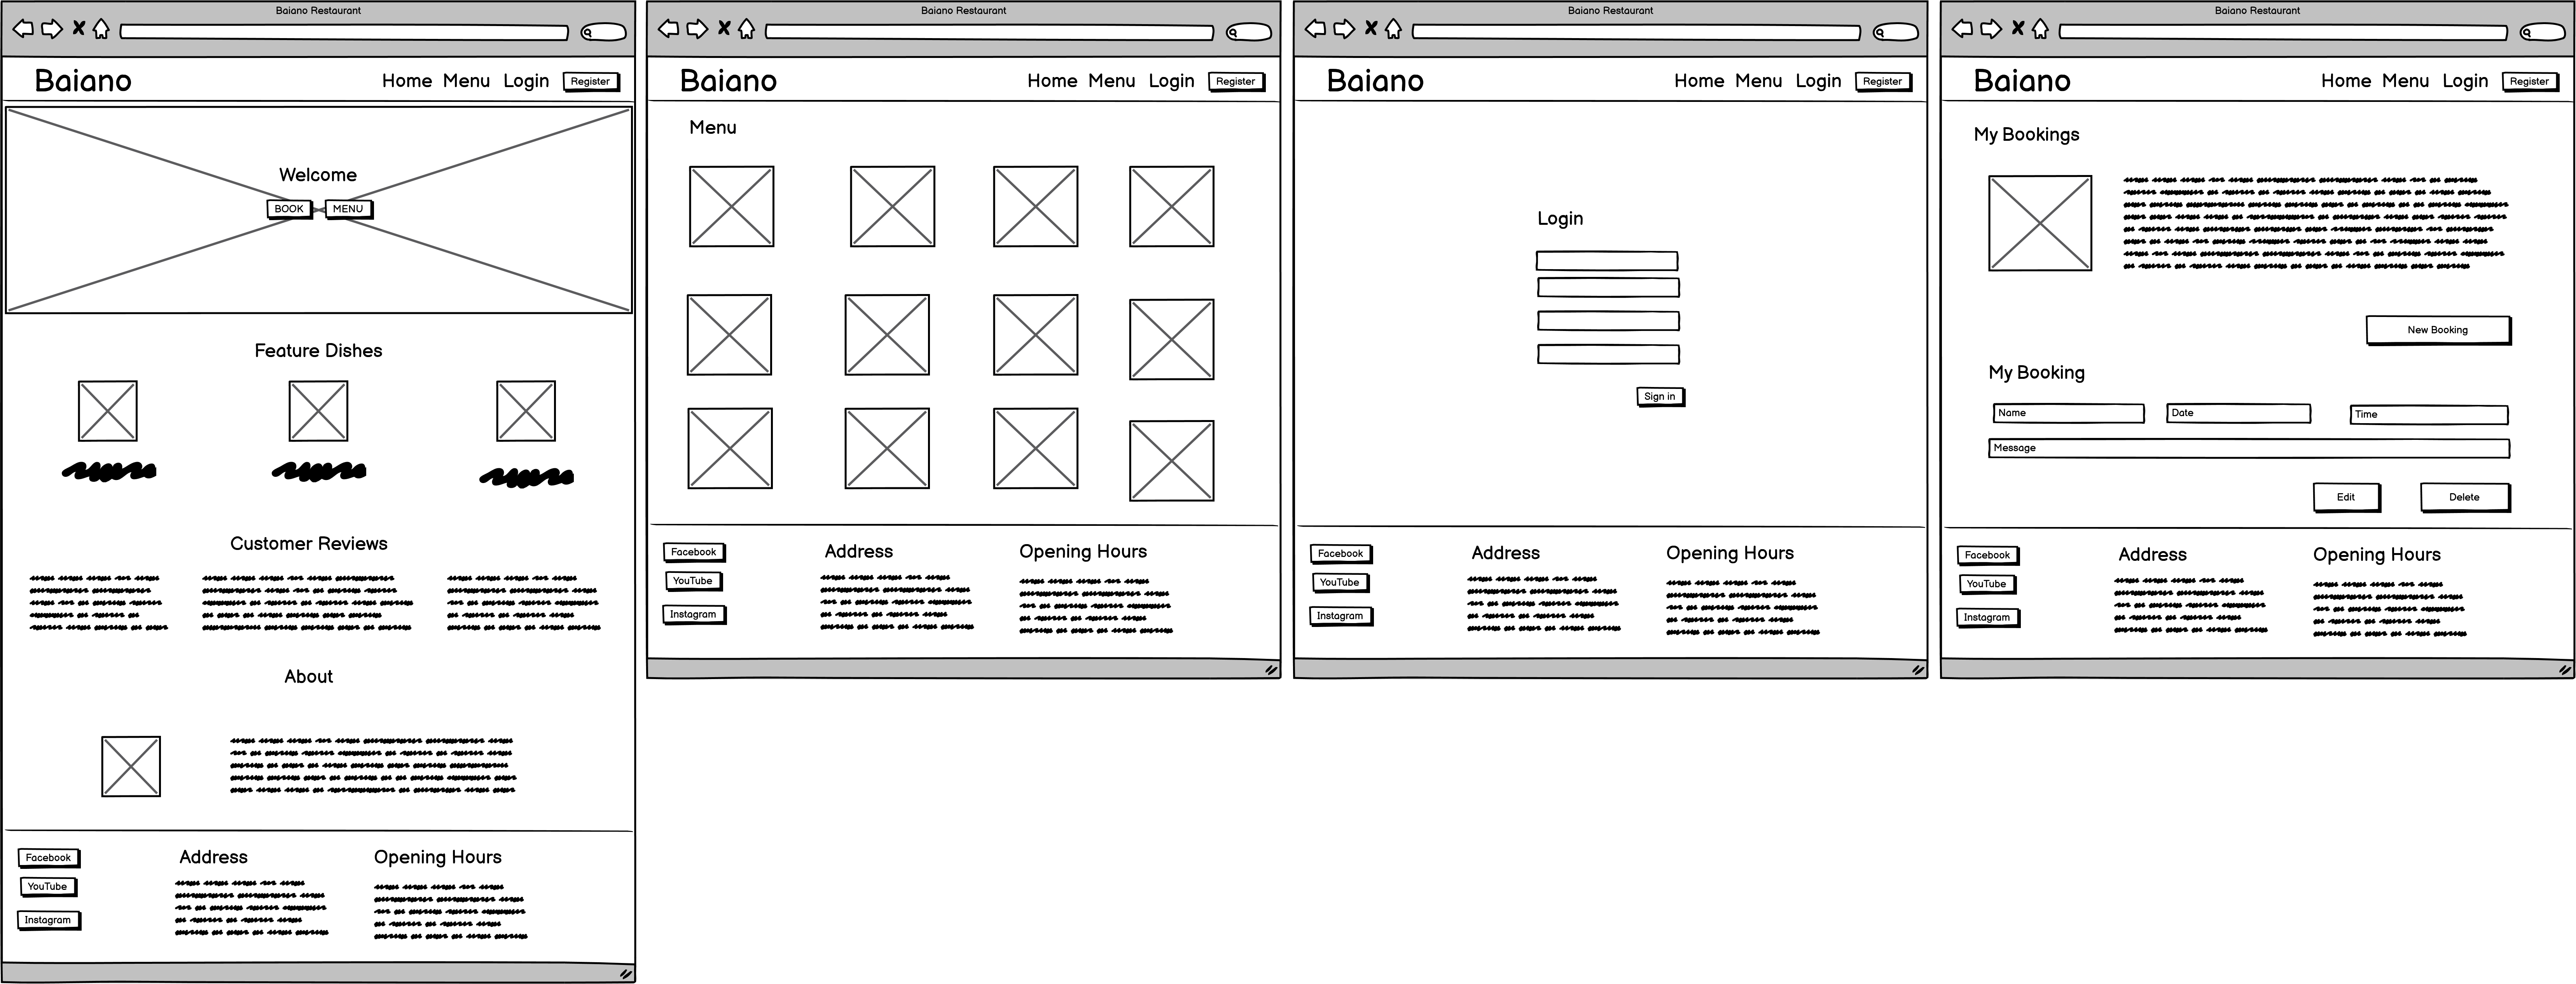 Baiano Restaurant
Baiano Home Menu Login Register
Welcome
BOOK MENU
Feature Dishes
Customer Reviews
About
Facebook
YouTube
Instagram
Address
Opening Hours
Baiano Restaurant
Baiano Home Menu Login Register
Menu
Facebook
YouTube
Instagram
Address
Opening Hours
Baiano Restaurant
Baiano Home Menu Login Register
Login
Sign in
Facebook
YouTube
Instagram
Address
Opening Hours
Baiano Restaurant
Baiano Home Menu Login Register
My Bookings
New Booking
My Booking
Name Date Time
Message
Edit Delete
Facebook
YouTube
Instagram
Address
Opening Hours